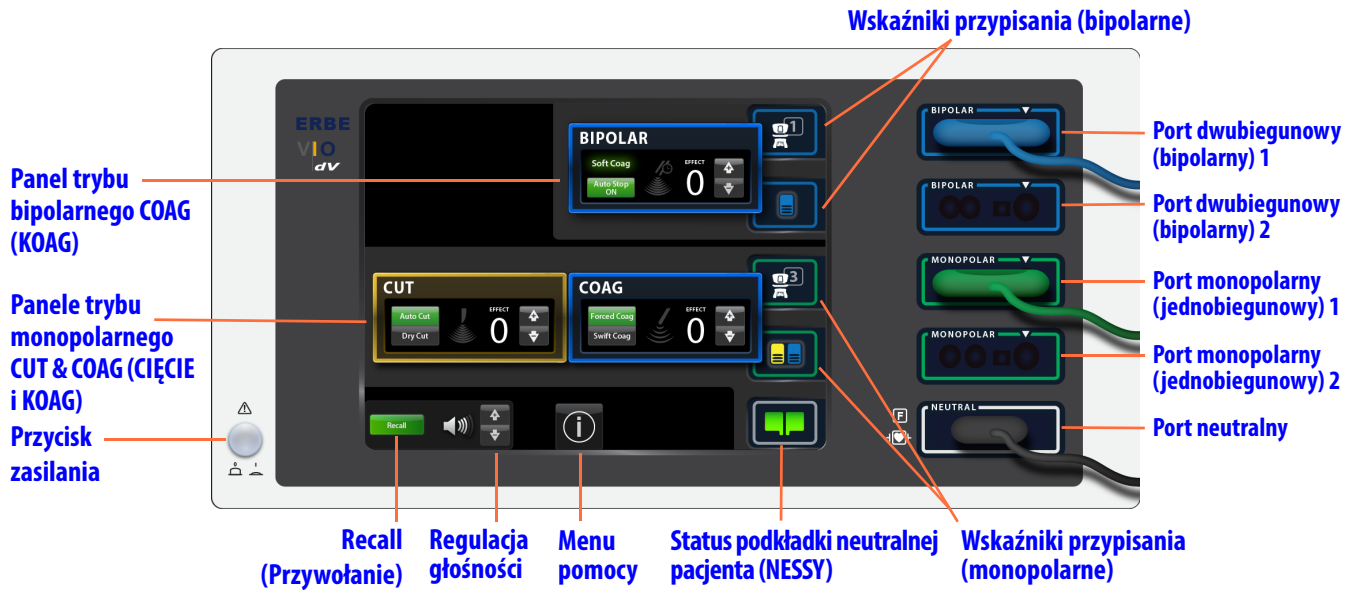 Wskaźniki przypisania (bipolarne)
ERBE
VIO
dV
BIPOLAR
Soft Coag
Auto Stop
ON
EFFECT
0
1
BIPOLAR
BIPOLAR
Port dwubiegunowy
(bipolarny) 1
Port dwubiegunowy
(bipolarny) 2
Panel trybu
bipolarnego COAG
(KOAG)
Panele trybu
monopolarnego
CUT & COAG (CIĘCIE
i KOAG)
CUT
Auto Cut
Dry Cut
EFFECT
0
COAG
Forced Coag
Swift Coag
EFFECT
0
3
MONOPOLAR
MONOPOLAR
Port monopolarny
(jednobiegunowy) 1
Port monopolarny
(jednobiegunowy) 2
Przycisk
zasilania
Recall
i
NEUTRAL
F
Port neutralny
Recall
(Przywołanie)
Regulacja
głośności
Menu
pomocy
Status podkładki neutralnej
pacjenta (NESSY)
Wskaźniki przypisania
(monopolarne)